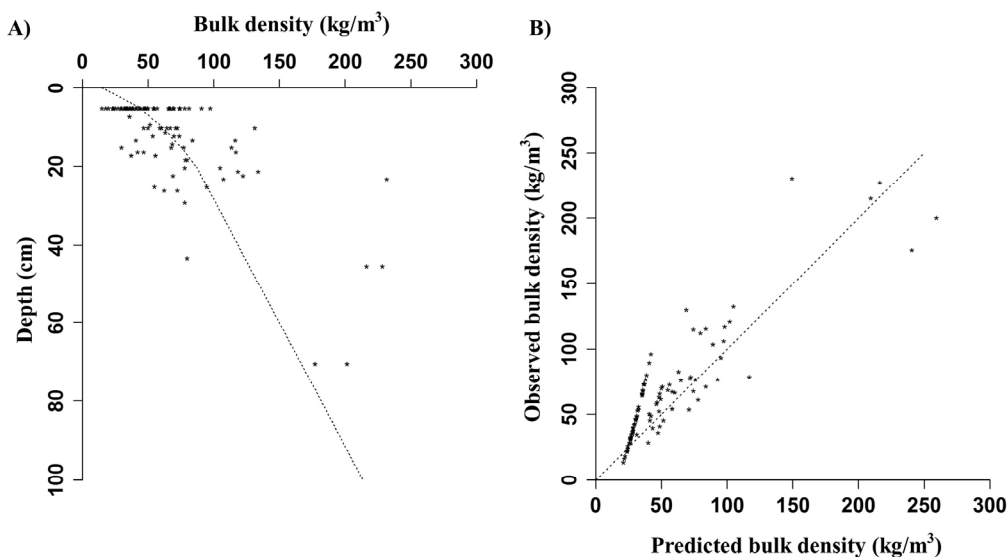 A)
Bulk density (kg/m³)
0 50 100 150 200 250 300
Depth (cm)
0
20
40
60
80
100
B)
Observed bulk density (kg/m³)
300
250
200
150
100
50
0
0 50 100 150 200 250 300
Predicted bulk density (kg/m³)